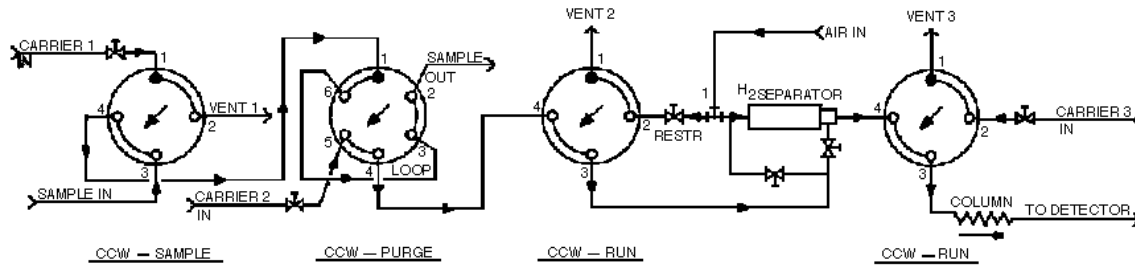 VENT 2
VENT 3
CARRIER 1
IN
1
4
2
3
VENT 1
SAMPLE IN
CCW – SAMPLE
1
SAMPLE
OUT
6
2
5
3
4
LOOP
CARRIER 2
IN
CCW – PURGE
1
4
2
3
RESTR
CCW – RUN
AIR IN
1
H2SEPARATOR
1
4
2
3
CARRIER 3
IN
COLUMN
TO DETECTOR
CCW – RUN